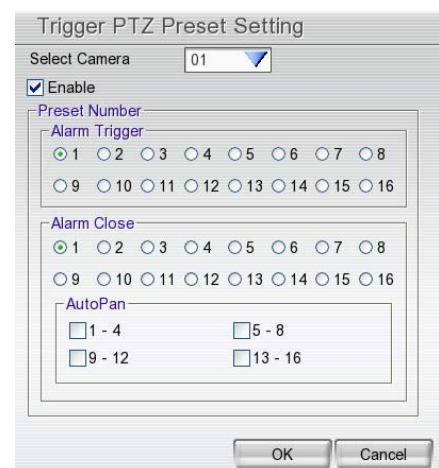 Trigger PTZ Preset Setting
Select Camera 01
Enable
Preset Number
Alarm Trigger
1 2 3 4 5 6 7 8
9 10 11 12 13 14 15 16
Alarm Close
1 2 3 4 5 6 7 8
9 10 11 12 13 14 15 16
AutoPan
1 - 4 5 - 8
9 - 12 13 - 16
OK Cancel